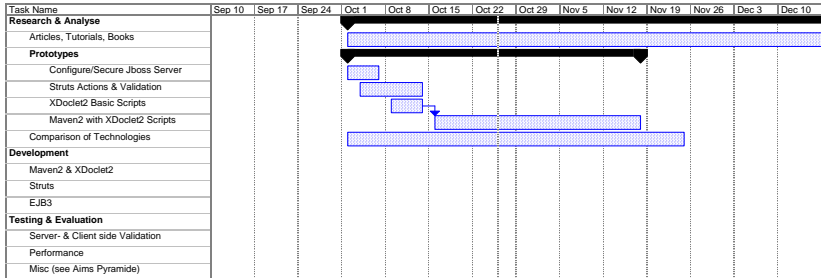 Task Name Sep 10 Sep 17 Sep 24 Oct 1 Oct 8 Oct 15 Oct 22 Oct 29 Nov 5 Nov 12 Nov 19 Nov 26 Dec 3 Dec 10
Research & Analyse
Articles, Tutorials, Books
Prototypes
Configure/Secure Jboss Server
Struts Actions & Validation
XDoclet2 Basic Scripts
Maven2 with XDoclet2 Scripts
Comparison of Technologies
Development
Maven2 & XDoclet2
Struts
EJB3
Testing & Evaluation
Server- & Client side Validation
Performance
Misc (see Aims Pyramide)